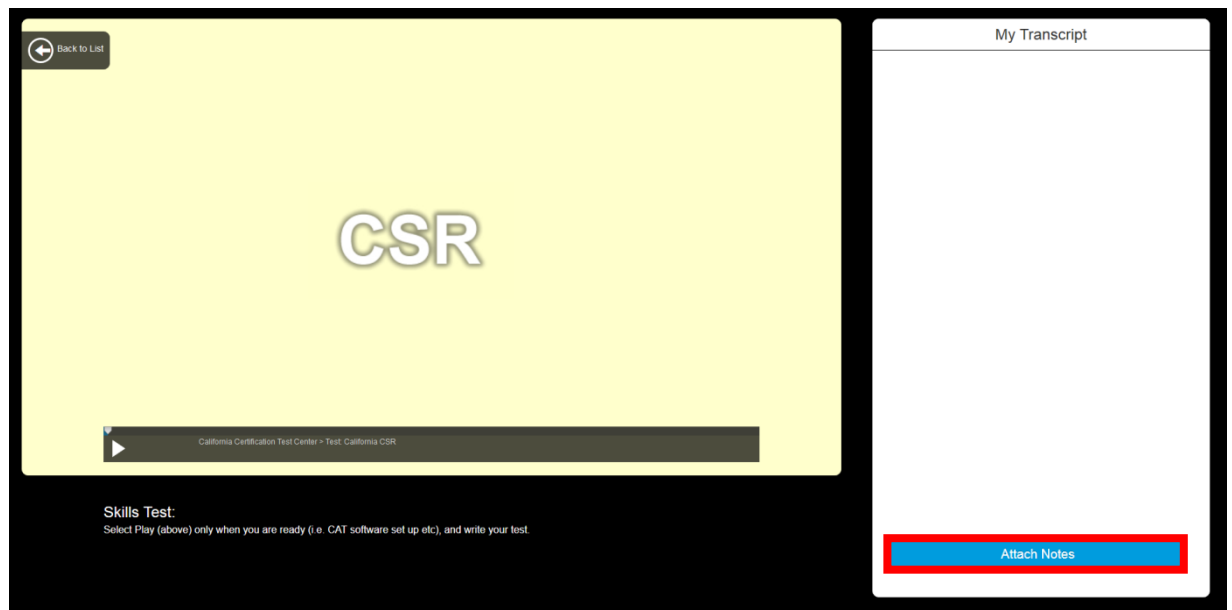 Back to List
CSR
California Certification Test Center > Test: California CSR
Skills Test:
Select Play (above) only when you are ready (i.e. CAT software set up etc), and write your test.
My Transcript
Attach Notes